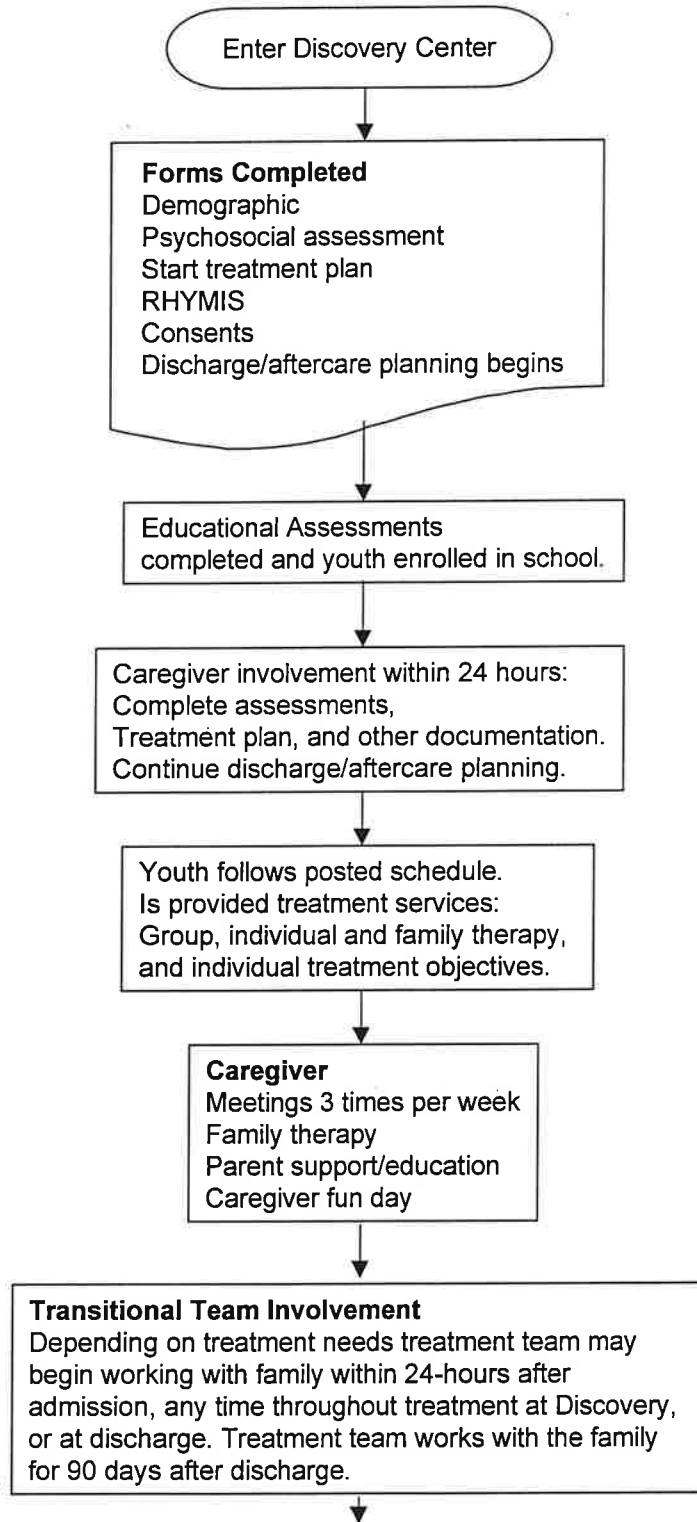 Enter Discovery Center
Forms Completed
Demographic
Psychosocial assessment
Start treatment plan
RHYMIS
Consents
Discharge/aftercare planning begins
Educational Assessments
completed and youth enrolled in school.
Caregiver involvement within 24 hours:
Complete assessments,
Treatment plan, and other documentation.
Continue discharge/aftercare planning.
Youth follows posted schedule.
Is provided treatment services:
Group, individual and family therapy,
and individual treatment objectives.
Caregiver
Meetings 3 times per week
Family therapy
Parent support/education
Caregiver fun day
Transitional Team Involvement
Depending on treatment needs treatment team may
begin working with family within 24-hours after
admission, any time throughout treatment at Discovery,
or at discharge. Treatment team works with the family
for 90 days after discharge.